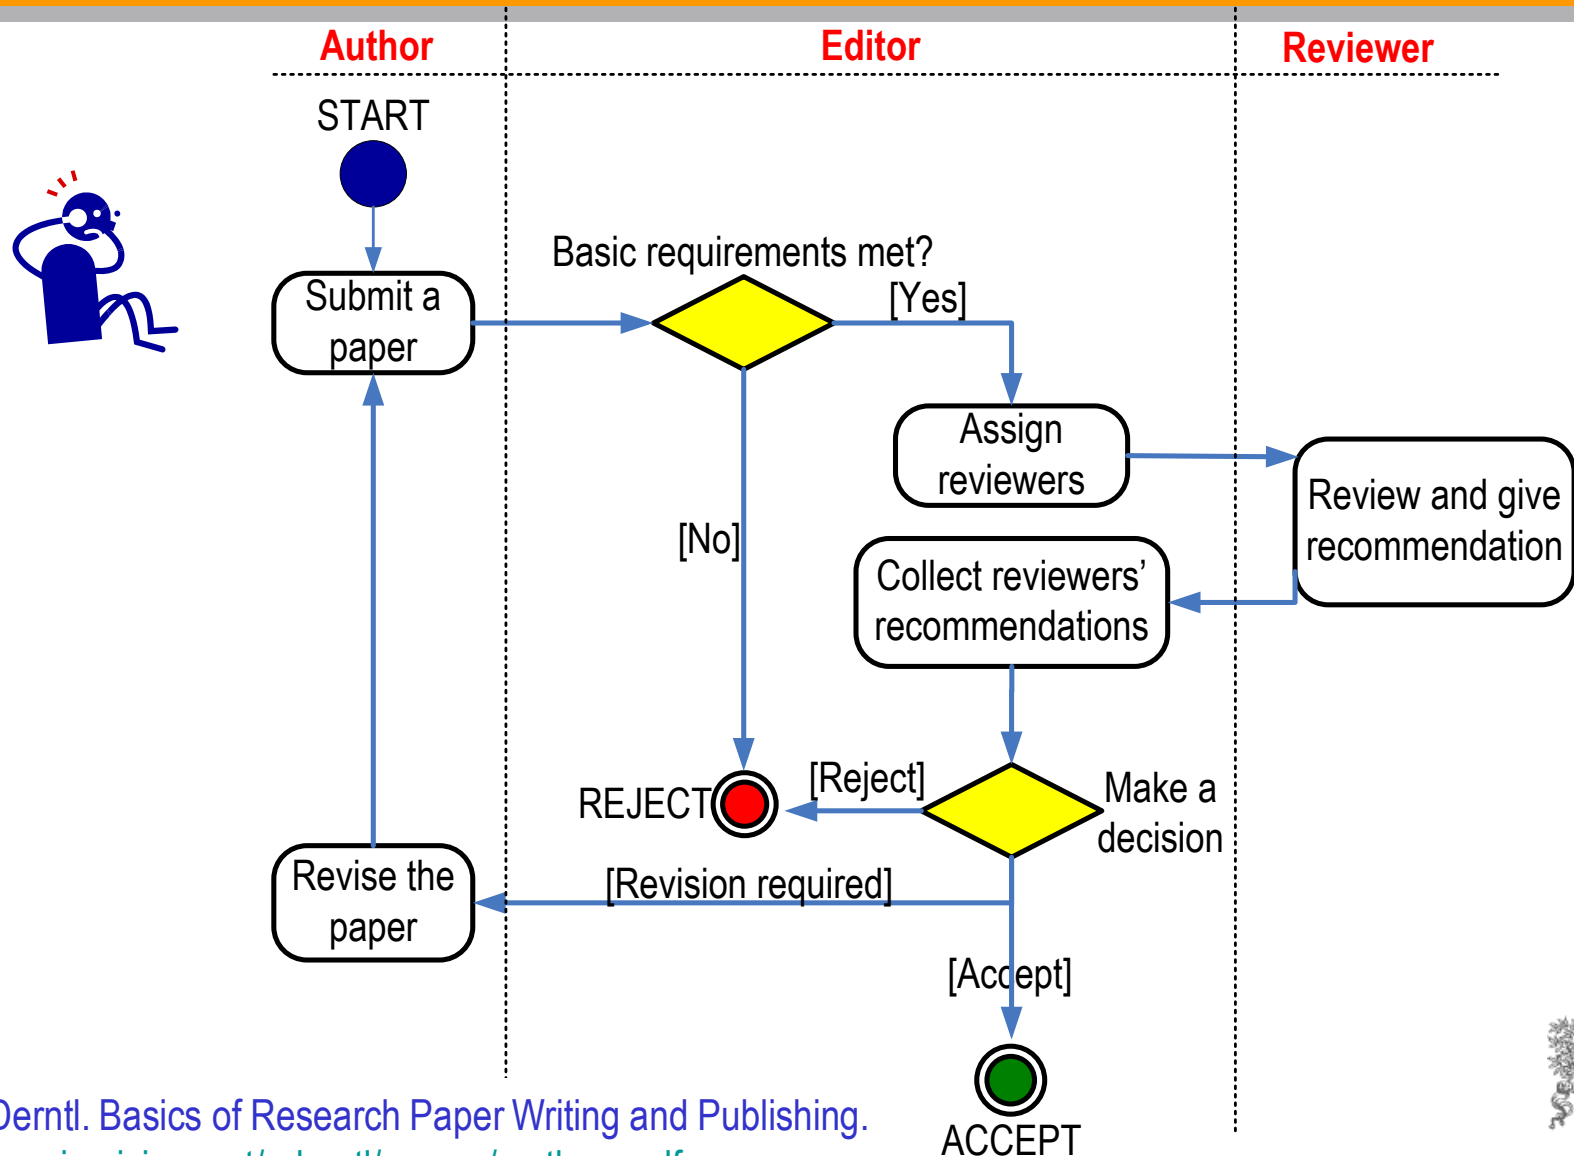 Author
Editor
Reviewer
START
Basic requirements met?
[Yes]
Submit a
paper
Assign
reviewers
Review and give
recommendation
[No]
Collect reviewers’
recommendations
[Reject]
REJECT
Make a
decision
Revise the
paper
[Revision required]
[Accept]
ACCEPT
Derntl. Basics of Research Paper Writing and Publishing.